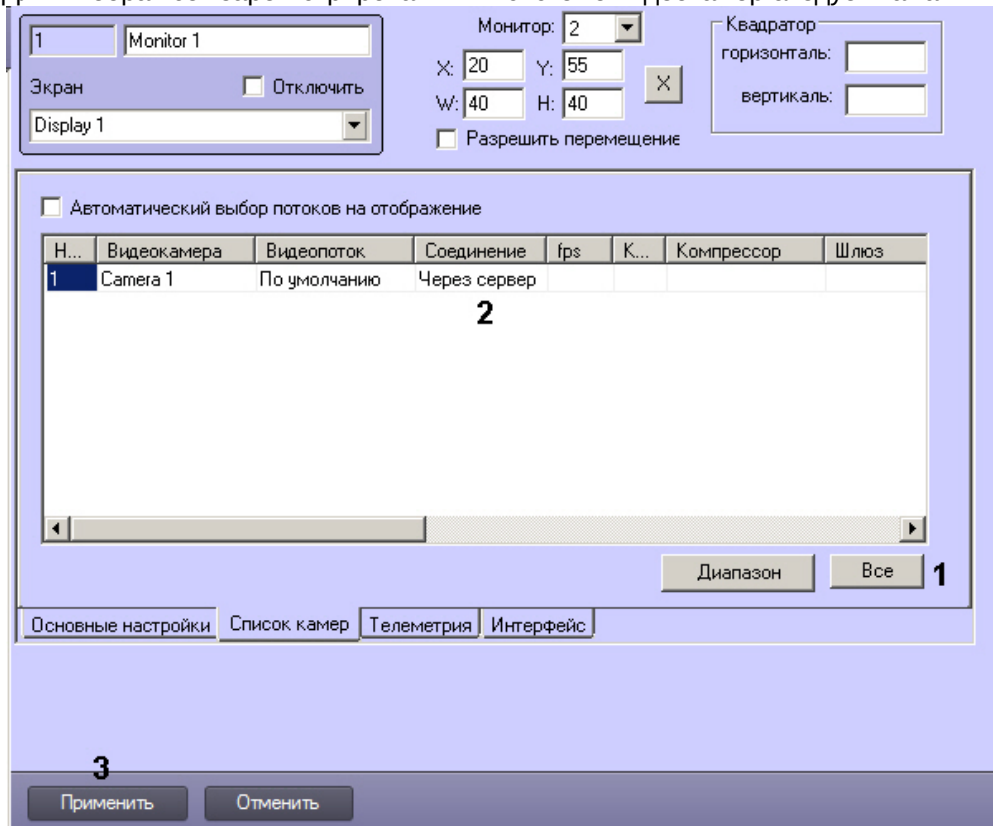 1 Monitor 1 Монитор: 2 Квадратор
горизонталь:
Экран Отключить X: 20 Y: 55 X
W: 40 H: 40 вертикаль:
Display 1
Разрешить перемещение
Автоматический выбор потоков на отображение
Н... Видеокамера Видеопоток Соединение fps К... Компрессор Шлюз
1 Camera 1 По умолчанию Через сервер
2
Диапазон Все 1
Основные настройки Список камер Телеметрия Интерфейс
3
Применить Отменить